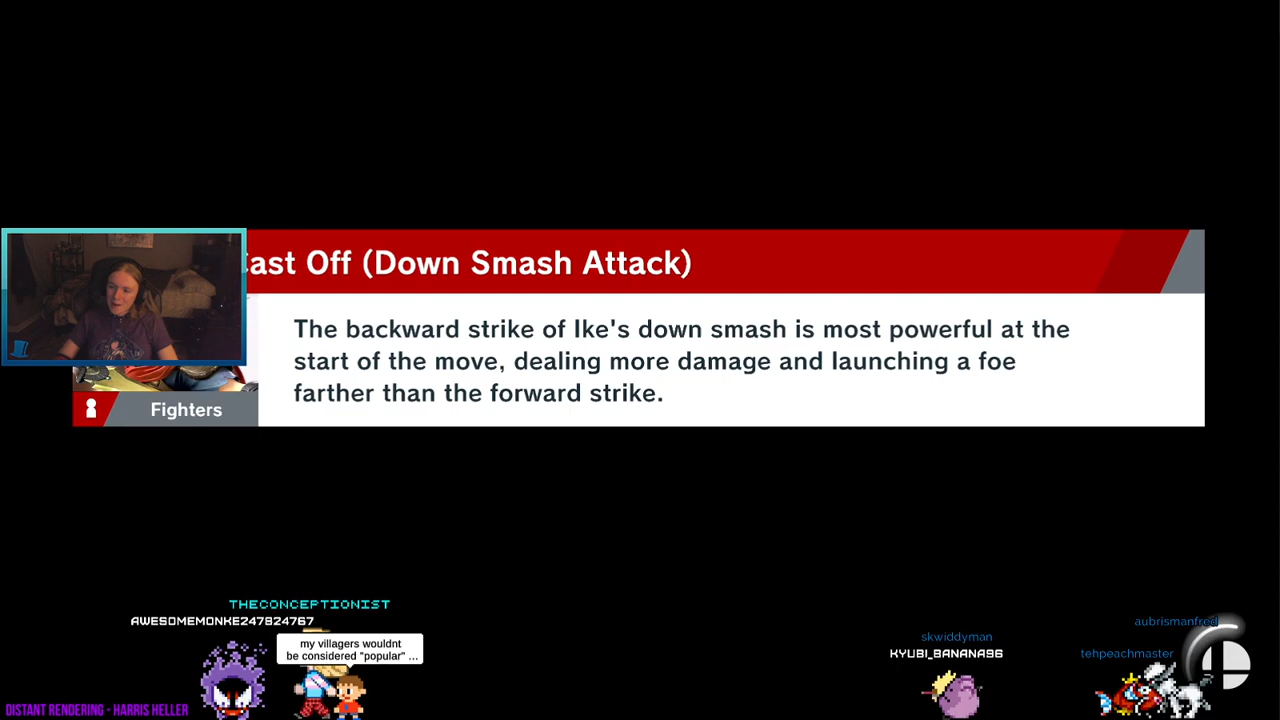 Cast Off (Down Smash Attack)
The backward strike of Ike's down smash is most powerful at the
start of the move, dealing more damage and launching a foe
farther than the forward strike.
Fighters
THECONCEPTIONIST
AWESOMEMONKE247824767
my villagers wouldnt
be considered "popular" ...
skwiddyman
KYUBI_BANANA96
aubrismanfred
tehpeachmaster
DISTANT RENDERING - HARRIS HELLER